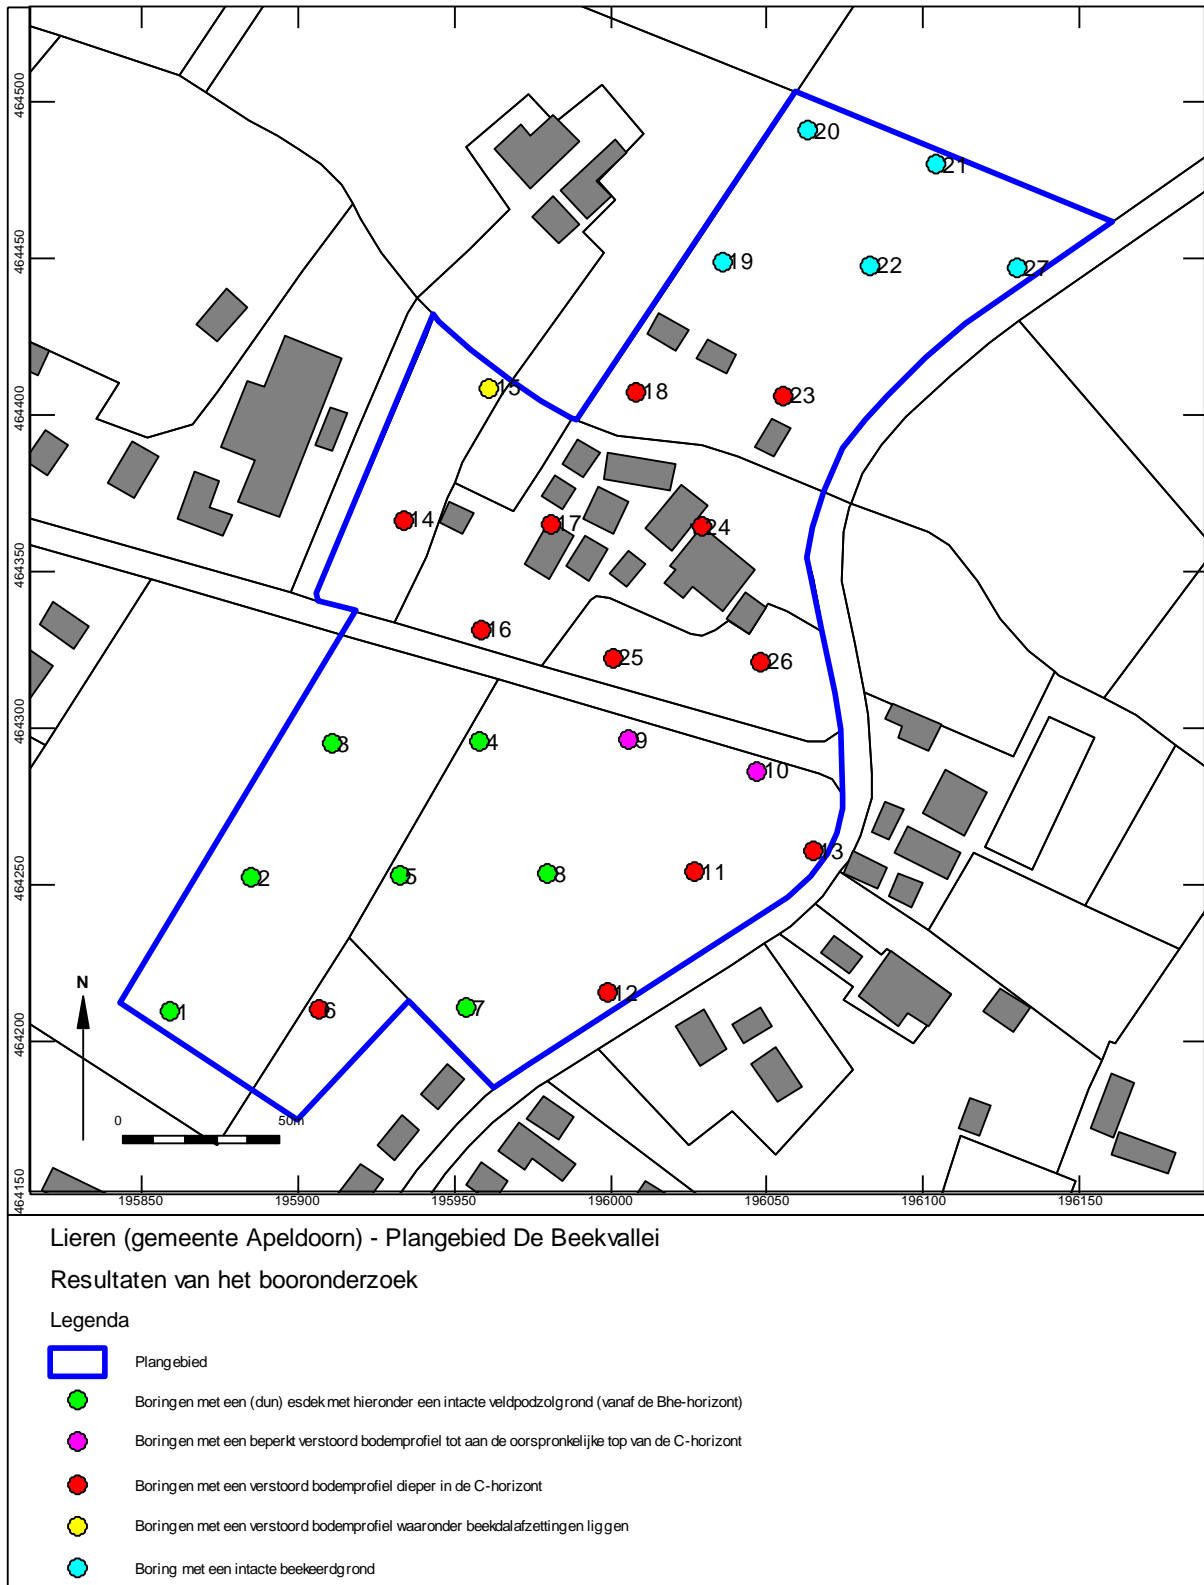 464500
20
21
464450
19
22
27
464400
15
18
23
14
17
24
464350
16
25
26
464300
3
4
9
10
13
464250
2
5
8
11
N
12
464200
1
6
7
0 50m
464150
195850 195900 195950 196000 196050 196100 196150
Lieren (gemeente Apeldoorn) - Plangebied De Beekvallei
Resultaten van het booronderzoek
Legenda
Plangebied
Boringen met een (dun) esdek met hieronder een intacte veldpodzolgrond (vanaf de Bhe-horizont)
Boringen met een beperkt verstoord bodemprofiel tot aan de oorspronkelijke top van de C-horizont
Boringen met een verstoord bodemprofiel dieper in de C-horizont
Boringen met een verstoord bodemprofiel waaronder beekdalafzettingen liggen
Boring met een intacte beekeerdgrond